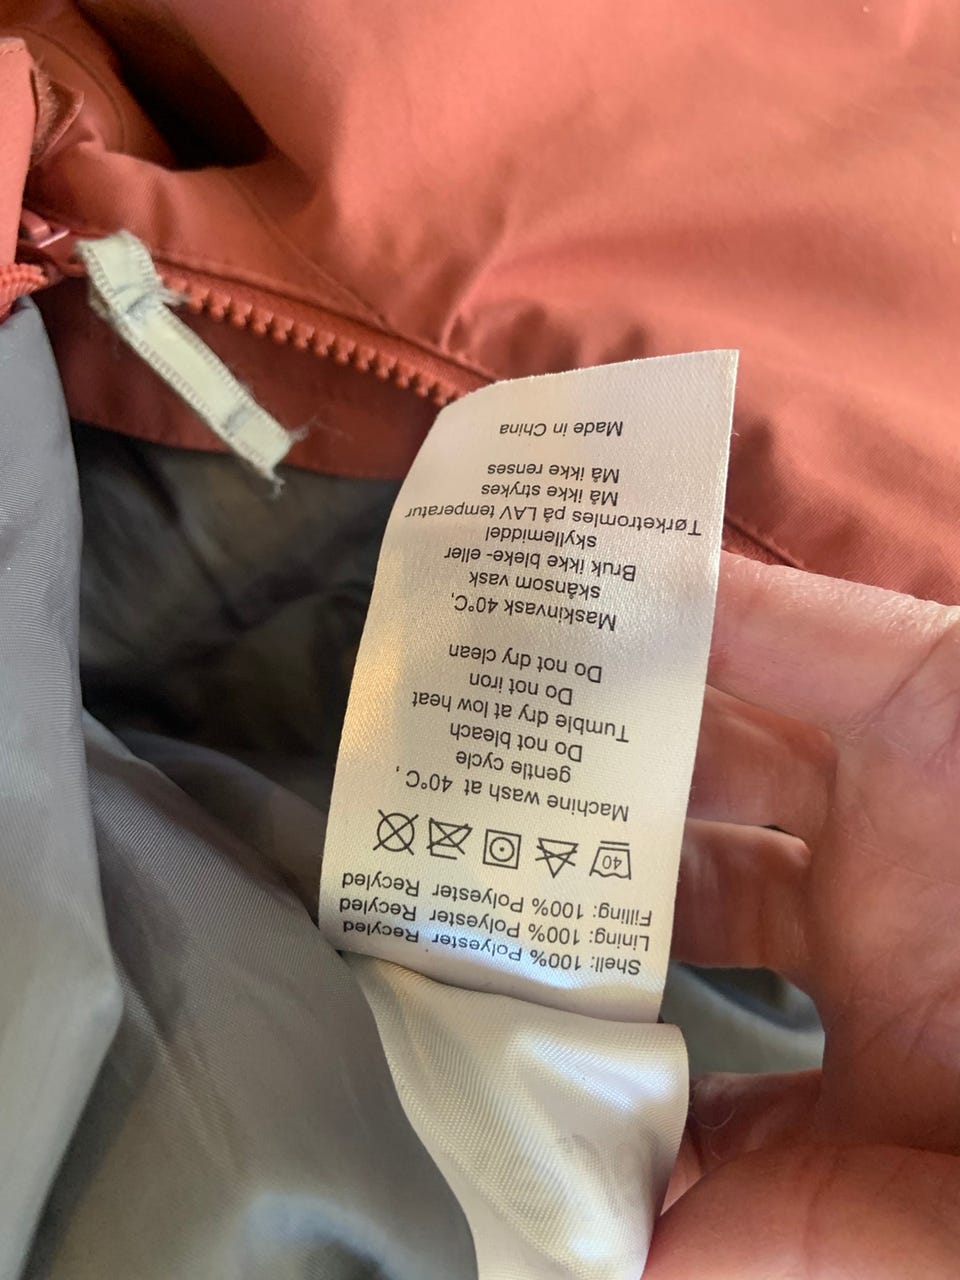 Shell: 100% Polyester Recyled
Lining: 100% Polyester Recyled
Filling: 100% Polyester Recyled
40
Machine wash at 40°C,
gentle cycle
Do not bleach
Tumble dry at low heat
Do not iron
Do not dry clean
Maskinvask 40°C,
skånsom vask
Bruk ikke bleke-eller
skyllemiddel
Tørketromles på LAV temperatur
Må ikke strykes
Må ikke renses
Made in China